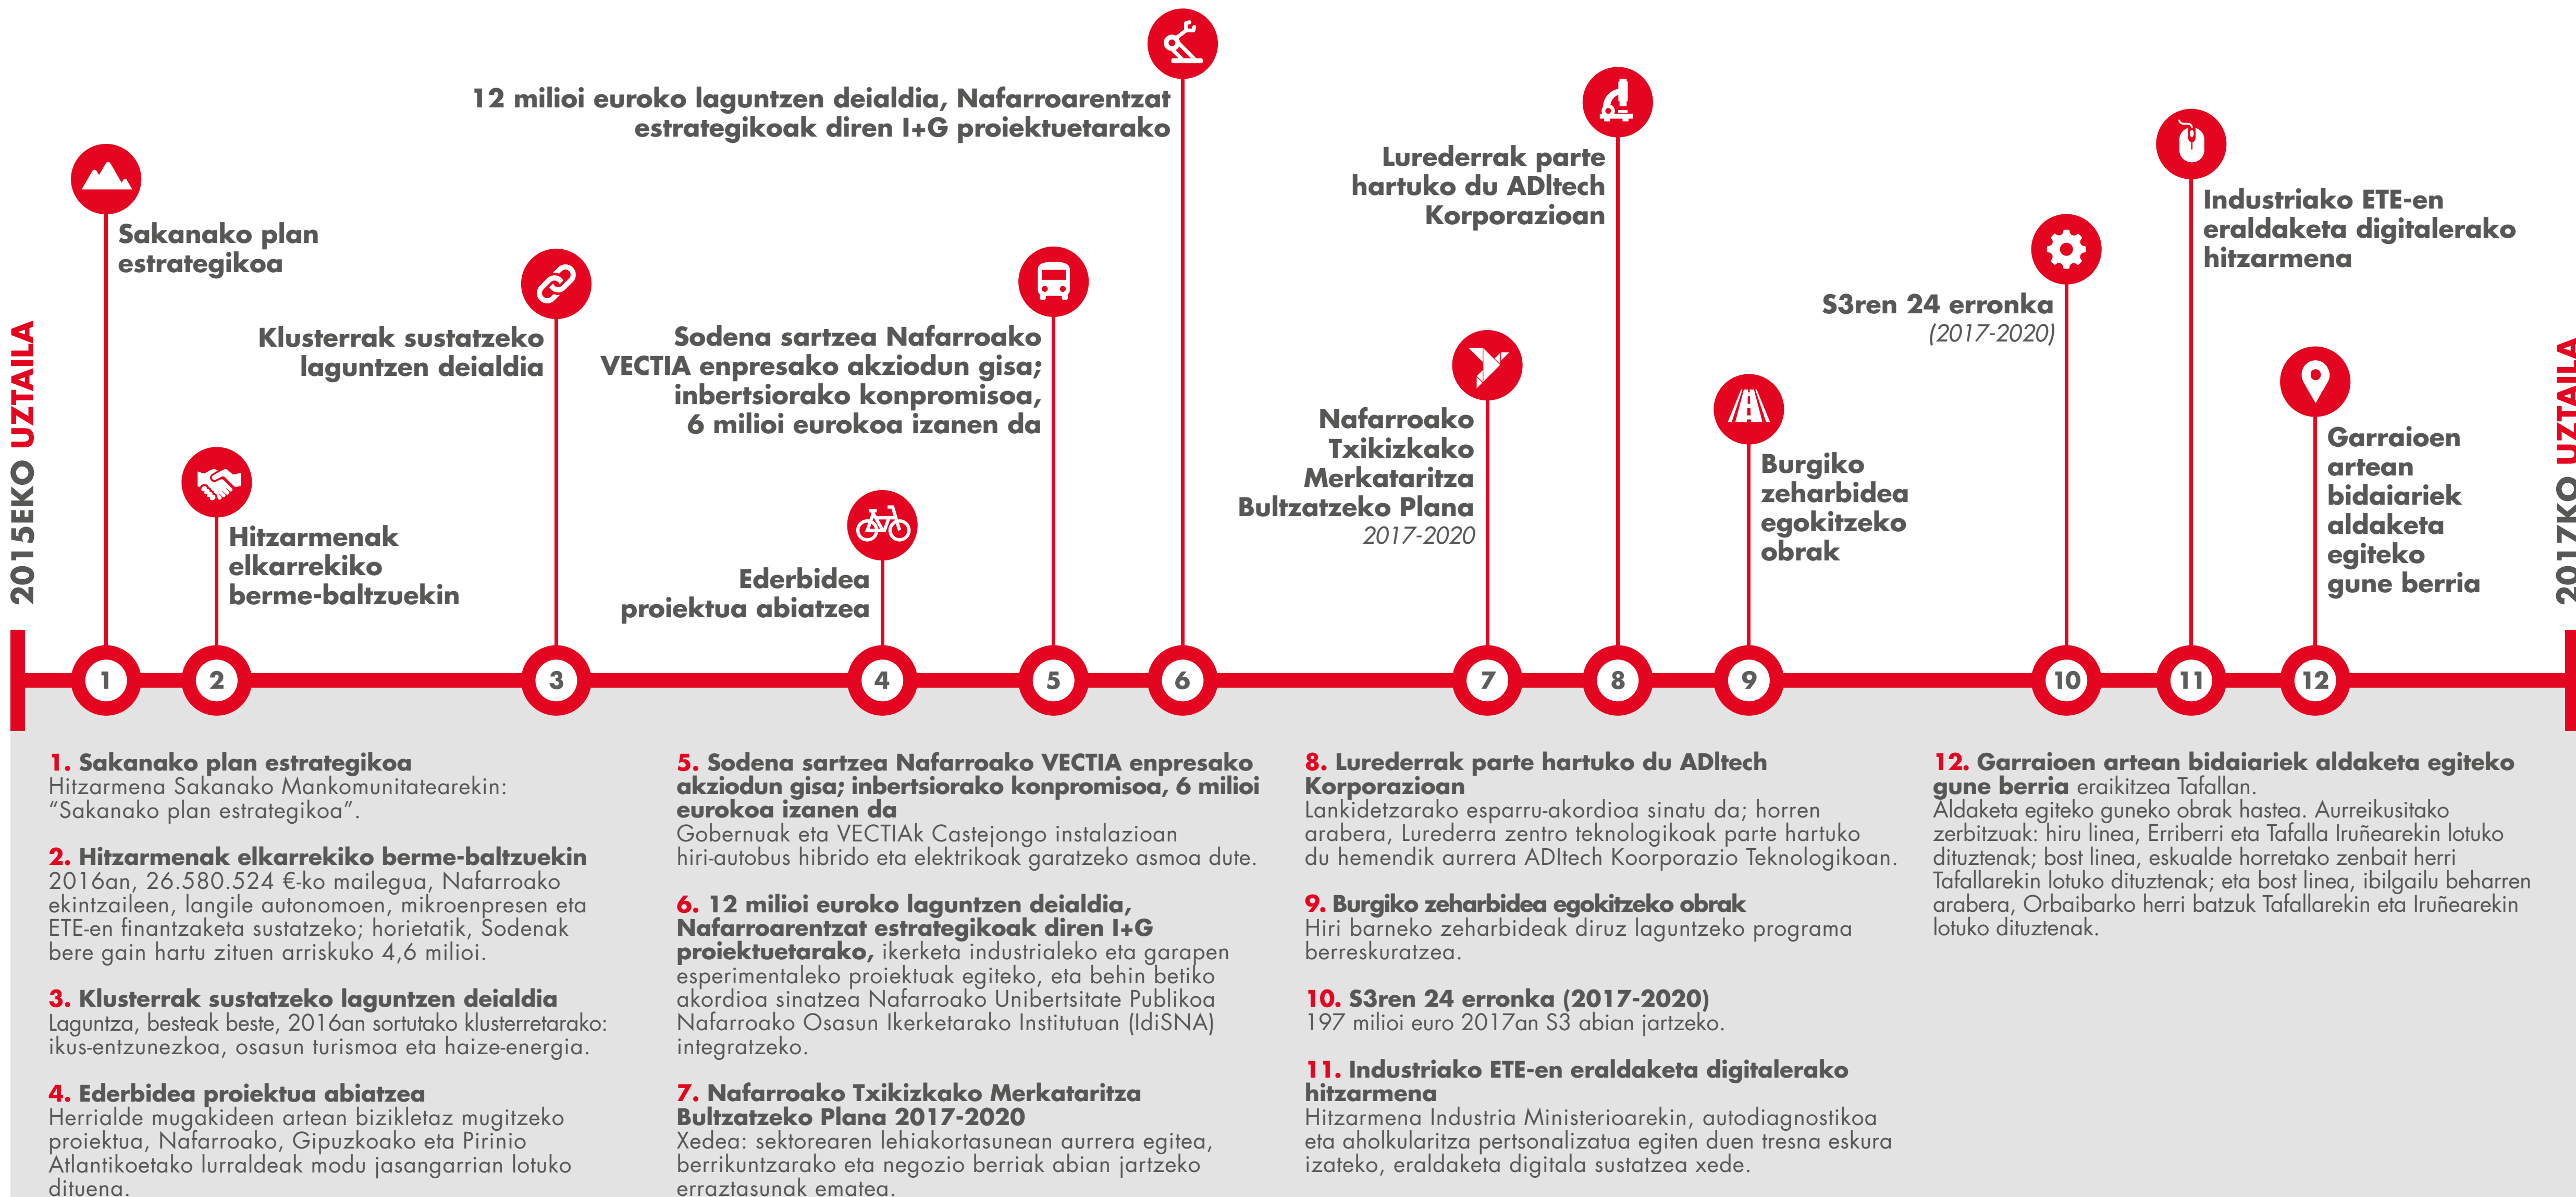 12 milioi euroko laguntzen deialdia, Nafarroarentzat
estrategikoak diren I+G proiektuetarako
Sakanako plan
estrategikoa
Hitzarmenak
elkarrekiko
berme-baltzuekin
Klusterrak sustatzeko
laguntzen deialdia
Ederbidea
proiektua abiatzea
Sodena sartzea Nafarroako
VECTIA enpresako akziodun gisa;
inbertsiorako konpromisoa,
6 milioi eurokoa izanen da
Nafarroako
Txikizkako
Merkataritza
Bultzatzeko Plana
2017-2020
Lurederrak parte
hartuko du ADltech
Korporazioan
Burgiko
zeharbidea
egokitzeko
obrak
S3ren 24 erronka
(2017-2020)
Industriako ETE-en
eraldaketa digitalerako
hitzarmena
Garraioen
artean
bidaiariek
aldaketa
egiteko
gune berria
2015EKO UZTAILA
2017KO UZTAILA
1 2 3 4 5 6 7 8 9 10 11 12
1. Sakanako plan estrategikoa
Hitzarmena Sakanako Mankomunitatearekin:
“Sakanako plan estrategikoa”.
2. Hitzarmenak elkarrekiko berme-baltzuekin
2016an, 26.580.524 €-ko mailegua, Nafarroako
ekintzaileen, langile autonomoen, mikroenpresen eta
ETE-en finantzaketa sustatzeko; horietatik, Sodenak
bere gain hartu zituen arriskuko 4,6 milioi.
3. Klusterrak sustatzeko laguntzen deialdia
Laguntza, besteak beste, 2016an sortutako klusterretarako:
ikus-entzunezkoa, osasun turismoa eta haize-energia.
4. Ederbidea proiektua abiatzea
Herrialde mugakideen artean bizikletaz mugitzeko
proiektua, Nafarroako, Gipuzkoako eta Pirinio
Atlantikoetako lurraldeak modu jasangarrian lotuko
dituena.
5. Sodena sartzea Nafarroako VECTIA enpresako
akziodun gisa; inbertsiorako konpromisoa, 6 milioi
eurokoa izanen da
Gobernuak eta VECTIAk Castejongo instalazioan
hiri-autobus hibrido eta elektrikoak garatzeko asmoa dute.
6. 12 milioi euroko laguntzen deialdia,
Nafarroarentzat estrategikoak diren I+G
proiektuetarako, ikerketa industrialeko eta garapen
esperimentaleko proiektuak egiteko, eta behin betiko
akordioa sinatzea Nafarroako Unibertsitate Publikoa
Nafarroako Osasun Ikerketarako Institutuan (IdiSNA)
integratzeko.
7. Nafarroako Txikizkako Merkataritza
Bultzatzeko Plana 2017-2020
Xedea: sektorearen lehiakortasunean aurrera egitea,
berrikuntzarako eta negozio berriak abian jartzeko
erraztasunak ematea.
8. Lurederrak parte hartuko du ADltech
Korporazioan
Lankidetzarako esparru-akordioa sinatu da; horren
arabera, Lurederra zentro teknologikoak parte hartuko
du hemendik aurrera ADItech Koorporazio Teknologikoan.
9. Burgiko zeharbidea egokitzeko obrak
Hiri barneko zeharbideak diruz laguntzeko programa
berreskuratzea.
10. S3ren 24 erronka (2017-2020)
197 milioi euro 2017an S3 abian jartzeko.
11. Industriako ETE-en eraldaketa digitalerako
hitzarmena
Hitzarmena Industria Ministerioarekin, autodiagnostikoa
eta aholkularitza pertsonalizatua egiten duen tresna eskura
izateko, eraldaketa digitala sustatzea xede.
12. Garraioen artean bidaiariek aldaketa egiteko
gune berria eraikitzea Tafallan.
Aldaketa egiteko guneko obrak hastea. Aurreikusitako
zerbitzuak: hiru linea, Erriberri eta Tafalla Iruñearekin lotuko
dituztenak; bost linea, eskualde horretako zenbait herri
Tafallarekin lotuko dituztenak; eta bost linea, ibilgailu beharren
arabera, Orbaibarko herri batzuk Tafallarekin eta Iruñearekin
lotuko dituztenak.